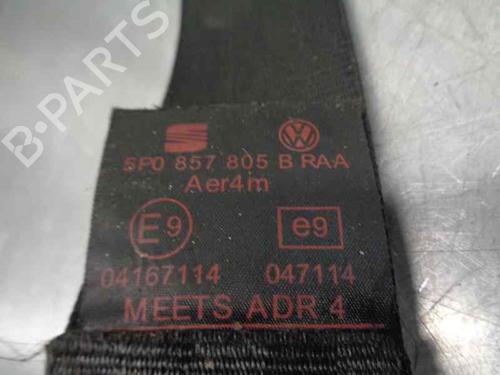 5P0 857 805 B RAA
Aer4m
E9 e9
04167114 047114
MEETS ADR 4
B-PARTS